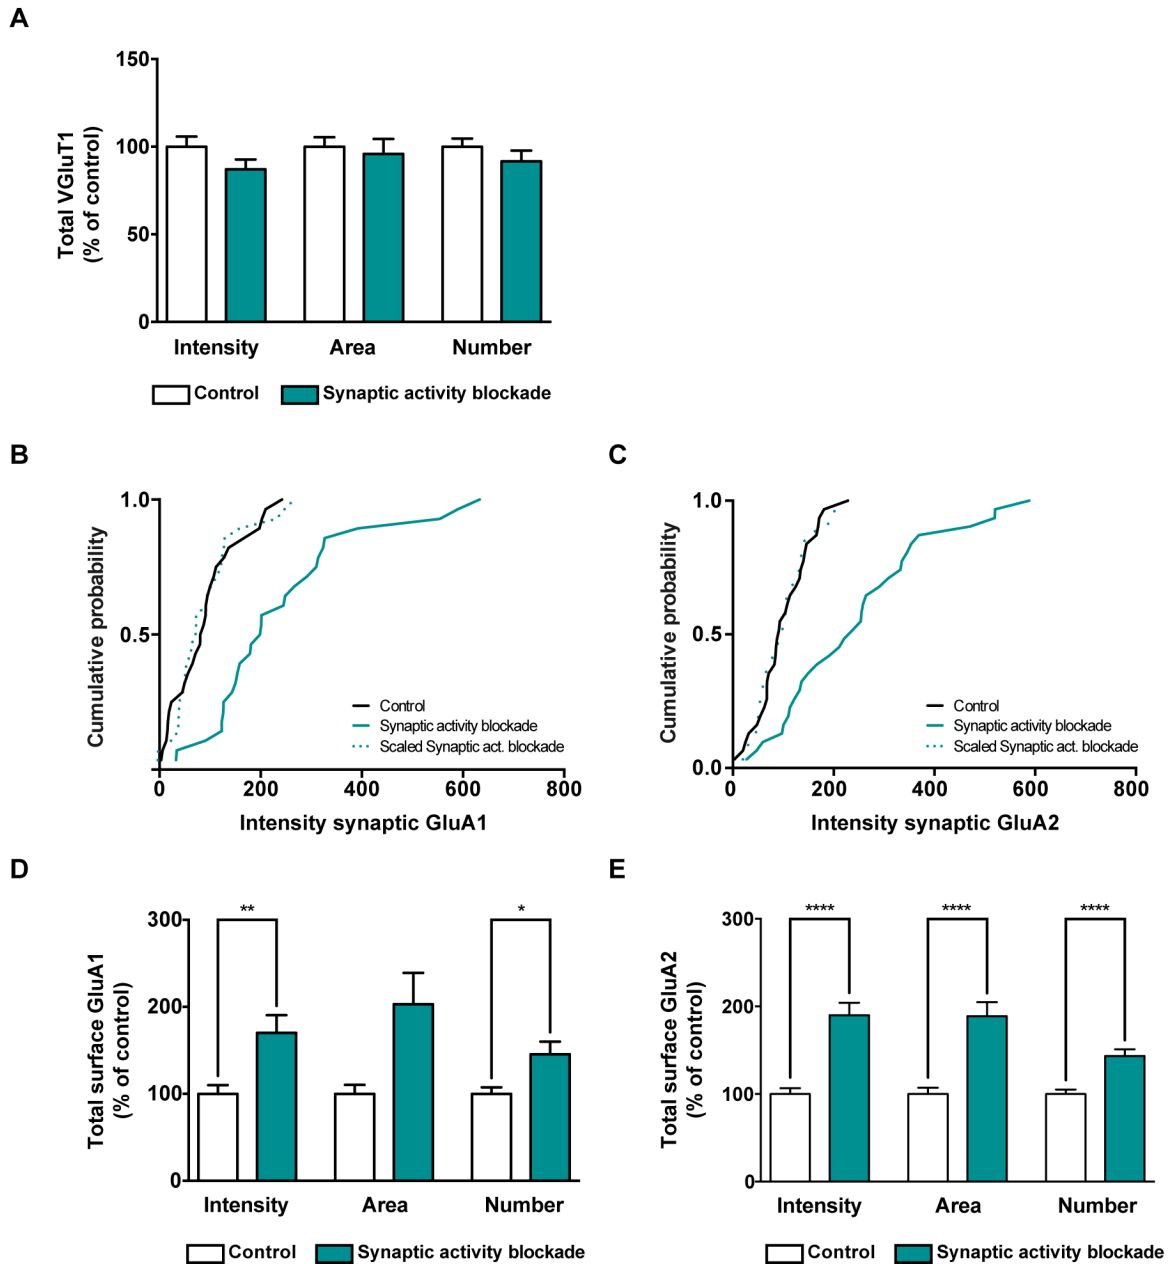 A
Total VGluT1
(% of control)
150
100
50
0
Intensity Area Number
Control Synaptic activity blockade
B
Cumulative probability
1.0
0.5
Control
Synaptic activity blockade
Scaled Synaptic act. blockade
0 200 400 600 800
Intensity synaptic GluA1
C
Cumulative probability
1.0
0.5
0.0
Control
Synaptic activity blockade
Scaled Synaptic act. blockade
0 200 400 600 800
Intensity synaptic GluA2
D
Total surface GluA1
(% of control)
300
200
100
0
** *
Intensity Area Number
Control Synaptic activity blockade
E
Total surface GluA2
(% of control)
300
200
100
0
**** **** ****
Intensity Area Number
Control Synaptic activity blockade